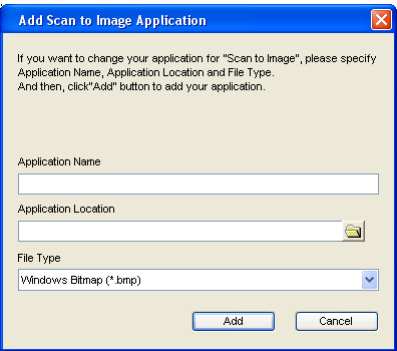 Add Scan to Image Application
If you want to change your application for "Scan to Image", please specify
Application Name, Application Location and File Type.
And then, click"Add" button to add your application.
Application Name
Application Location
File Type
Windows Bitmap (*.bmp)
Add Cancel